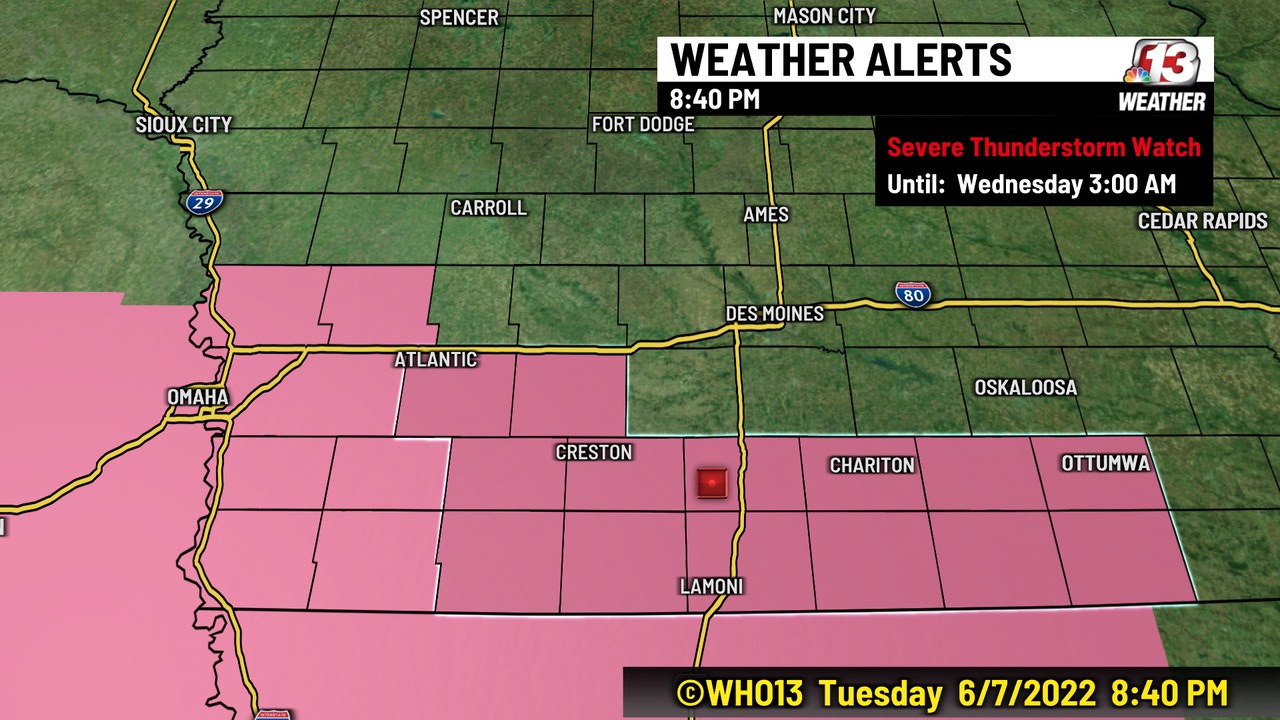 SPENCER
MASON CITY
WEATHER ALERTS
13
8:40 PM
WEATHER
SIOUX CITY
FORT DODGE
Severe Thunderstorm Watch
Until: Wednesday 3:00 AM
INTERSTATE
29
CARROLL
AMES
CEDAR RAPIDS
INTERSTATE
80
DES MOINES
ATLANTIC
OMAHA
OSKALOOSA
CRESTON
CHARITON
OTTUMWA
LAMONI
©WHO13 Tuesday 6/7/2022 8:40 PM